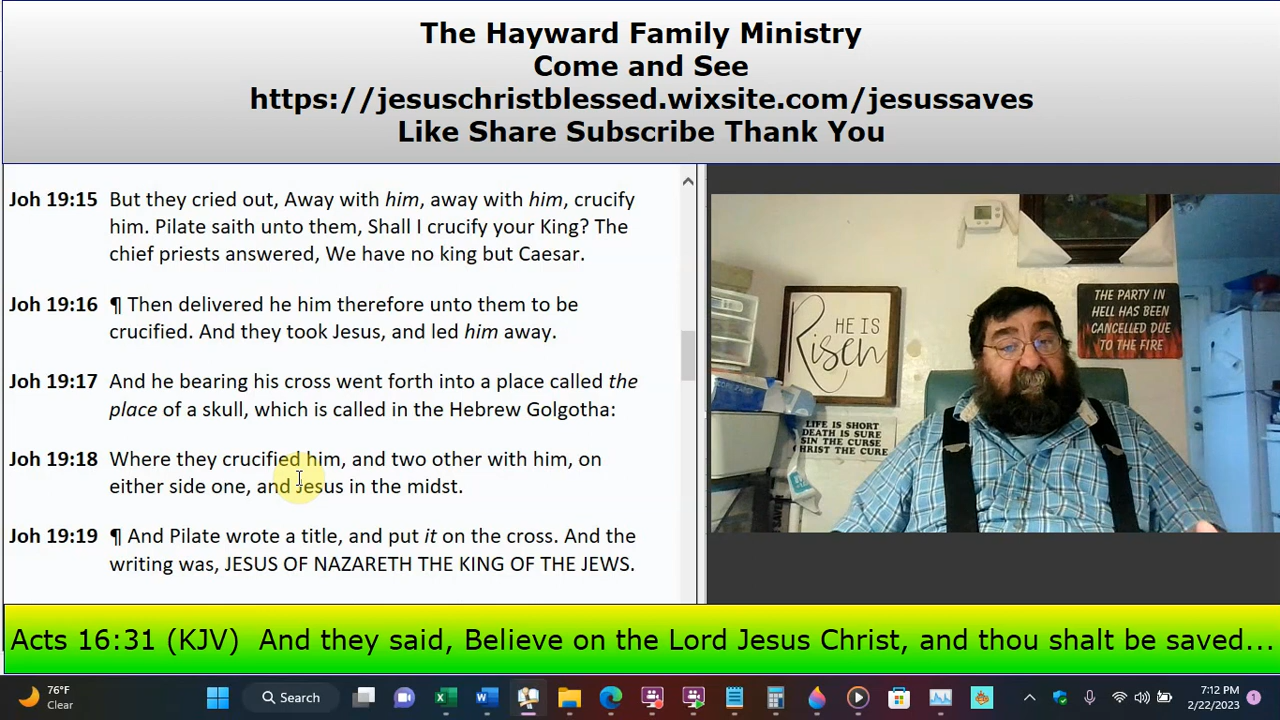 The Hayward Family Ministry
Come and See
https://jesuschristblessed.wixsite.com/jesussaves
Like Share Subscribe Thank You
Joh 19:15 But they cried out, Away with him, away with him, crucify
him. Pilate saith unto them, Shall I crucify your King? The
chief priests answered, We have no king but Caesar.
Joh 19:16 ¶ Then delivered he him therefore unto them to be
crucified. And they took Jesus, and led him away.
Joh 19:17 And he bearing his cross went forth into a place called the
place of a skull, which is called in the Hebrew Golgotha:
Joh 19:18 Where they crucified him, and two other with him, on
either side one, and Jesus in the midst.
Joh 19:19 ¶ And Pilate wrote a title, and put it on the cross. And the
writing was, JESUS OF NAZARETH THE KING OF THE JEWS.
HE IS
Risen
THE PARTY IN
HELL HAS BEEN
CANCELLED DUE
TO THE FIRE
LIFE IS SHORT
DEATH IS SURE
SIN THE CURSE
CHRIST THE CURE
Acts 16:31 (KJV) And they said, Believe on the Lord Jesus Christ, and thou shalt be saved...
76°F
Clear
Search
7:12 PM
2/22/2023
1